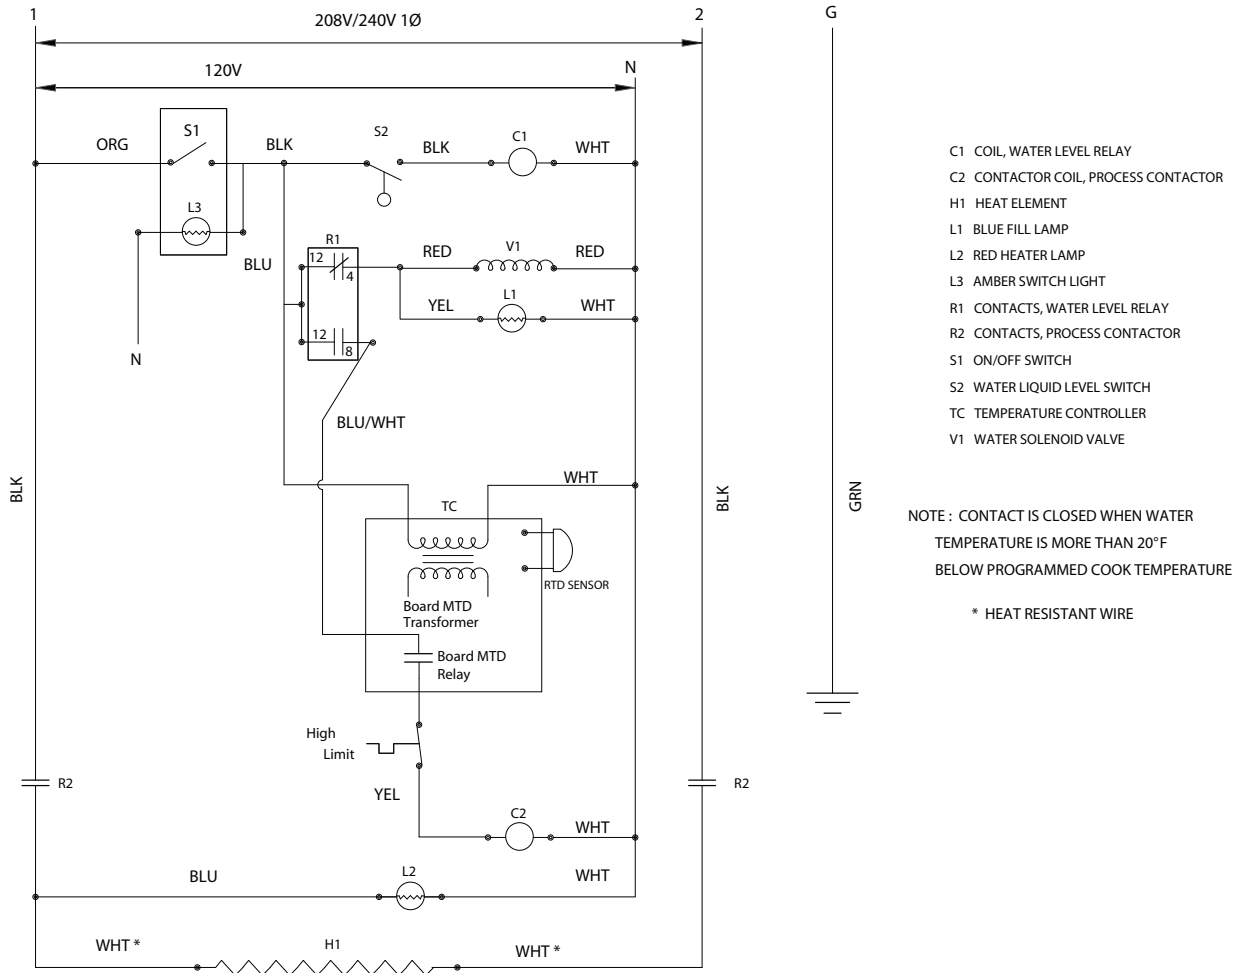 1
208V/240V 1Ø
2
G
120V
N
ORG
S1
BLK
S2
BLK
C1
WHT
L3
N
BLU
R1
12
4
RED
V1
RED
YEL
L1
WHT
12
8
BLU/WHT
WHT
TC
RTD SENSOR
Board MTD
Transformer
Board MTD
Relay
High
Limit
YEL
C2
WHT
BLK
BLK
GRN
R2
R2
BLU
L2
WHT
WHT *
H1
WHT *
C1 COIL, WATER LEVEL RELAY
C2 CONTACTOR COIL, PROCESS CONTACTOR
H1 HEAT ELEMENT
L1 BLUE FILL LAMP
L2 RED HEATER LAMP
L3 AMBER SWITCH LIGHT
R1 CONTACTS, WATER LEVEL RELAY
R2 CONTACTS, PROCESS CONTACTOR
S1 ON/OFF SWITCH
S2 WATER LIQUID LEVEL SWITCH
TC TEMPERATURE CONTROLLER
V1 WATER SOLENOID VALVE
NOTE : CONTACT IS CLOSED WHEN WATER
TEMPERATURE IS MORE THAN 20°F
BELOW PROGRAMMED COOK TEMPERATURE
* HEAT RESISTANT WIRE